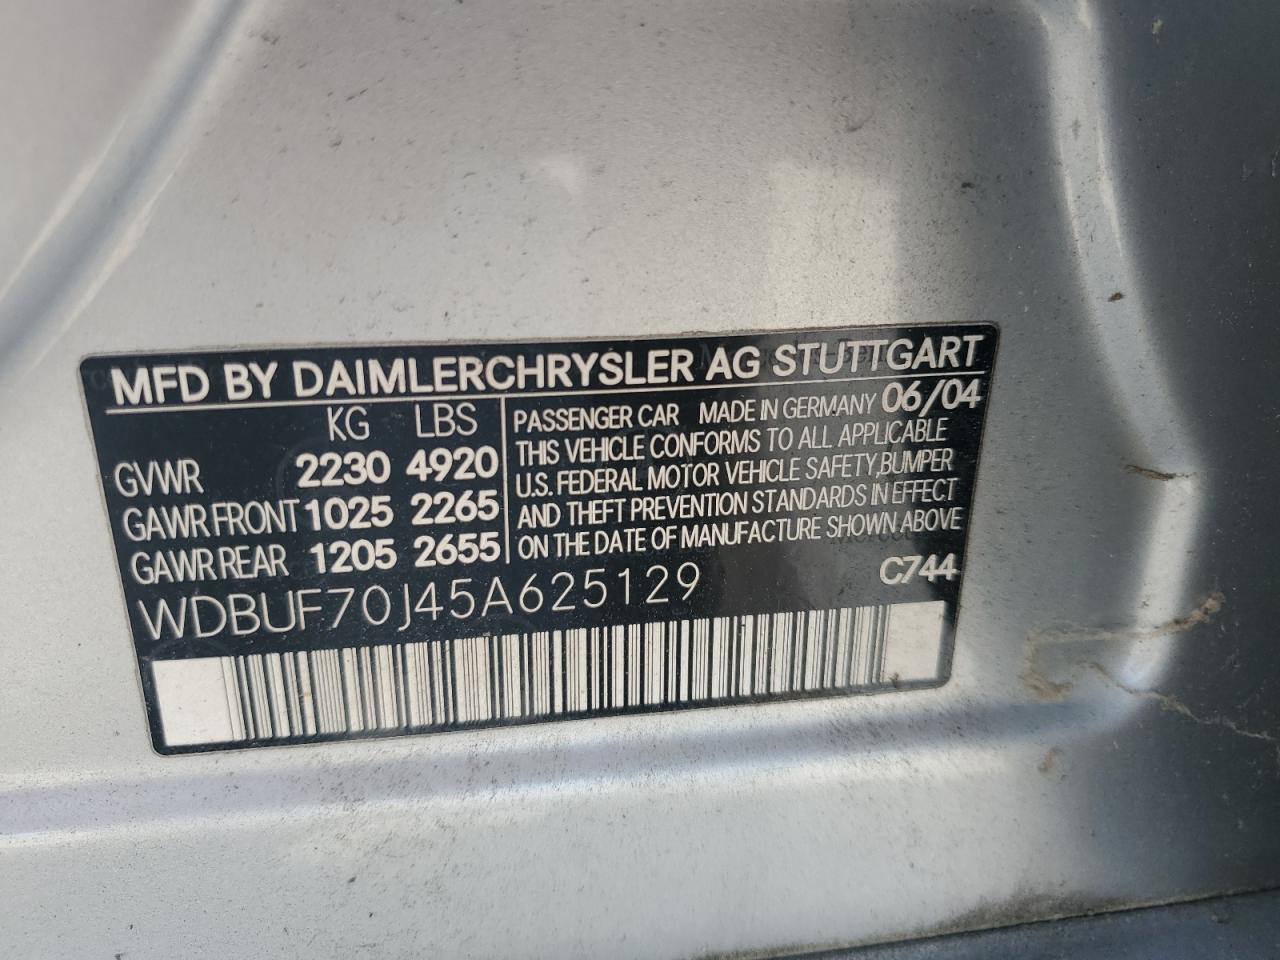 MFD BY DAIMLERCHRYSLER AG STUTTGART
KG LBS
GVWR 2230 4920
GAWR FRONT 1025 2265
GAWR REAR 1205 2655
PASSENGER CAR MADE IN GERMANY 06/04
THIS VEHICLE CONFORMS TO ALL APPLICABLE
U.S. FEDERAL MOTOR VEHICLE SAFETY,BUMPER
AND THEFT PREVENTION STANDARDS IN EFFECT
ON THE DATE OF MANUFACTURE SHOWN ABOVE
C744
WDBUF70J45A625129